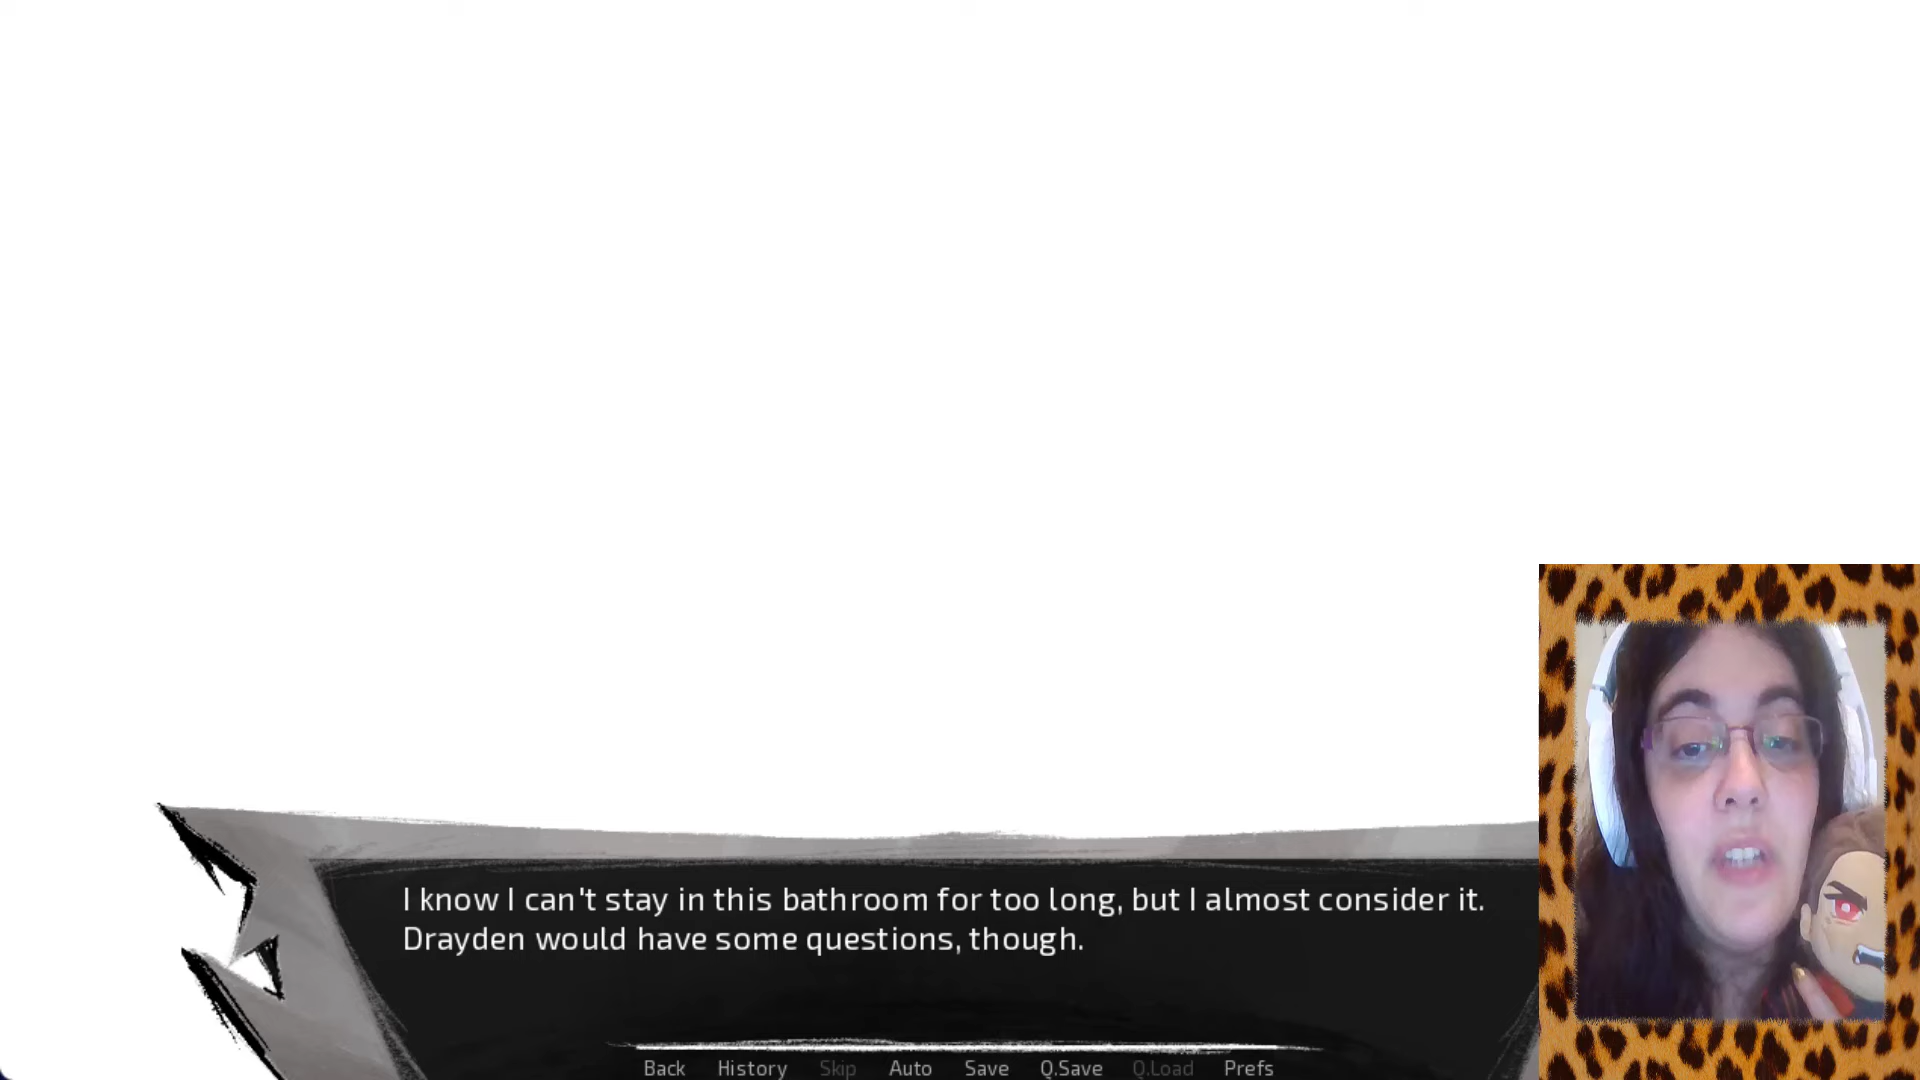 I know I can't stay in this bathroom for too long, but I almost consider it.
Drayden would have some questions, though.
Back History Skip Auto Save Q.Save Q.Load Prefs